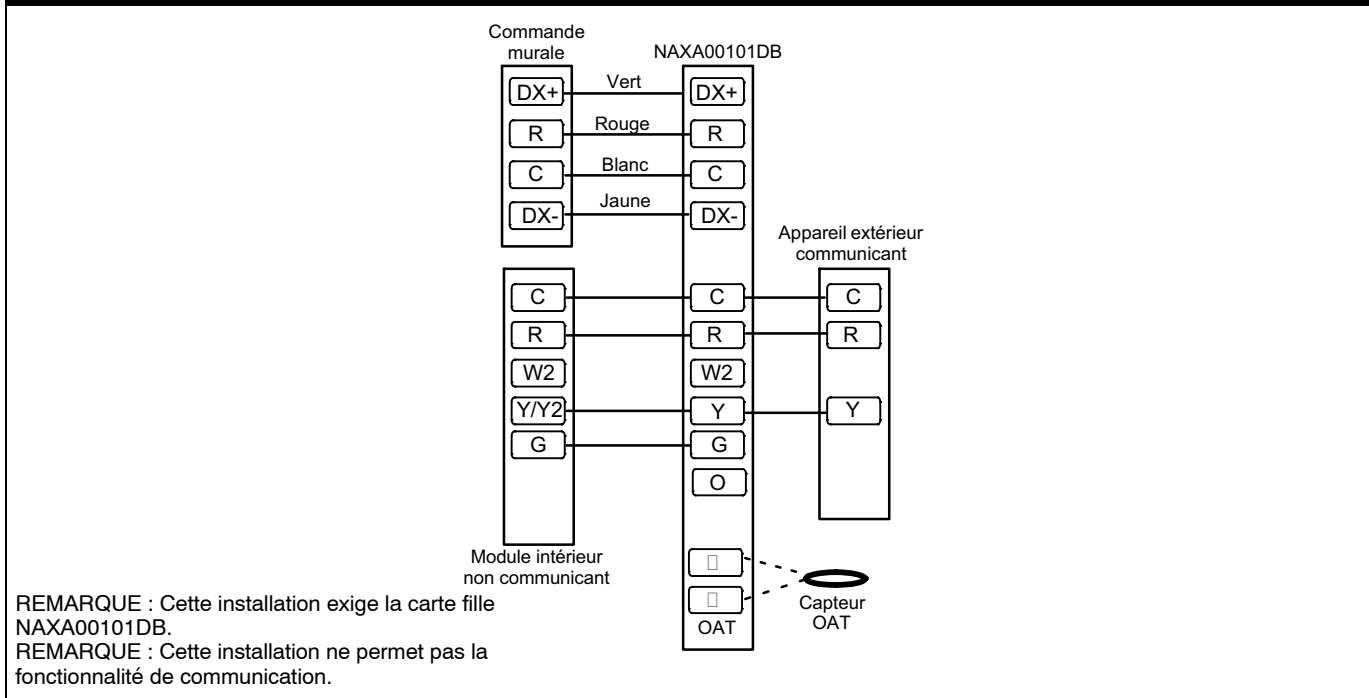 Commande
murale
NAXA00101DB
DX+ Vert DX+
R Rouge R
C Blanc C
DX- Jaune DX-
Appareil extérieur
communicant
C C C
R R R
W2 W2
Y/Y2 Y Y
G G
O
Module intérieur
non communicant
Capteur
OAT
OAT
REMARQUE : Cette installation exige la carte fille
NAXA00101DB.
REMARQUE : Cette installation ne permet pas la
fonctionnalité de communication.